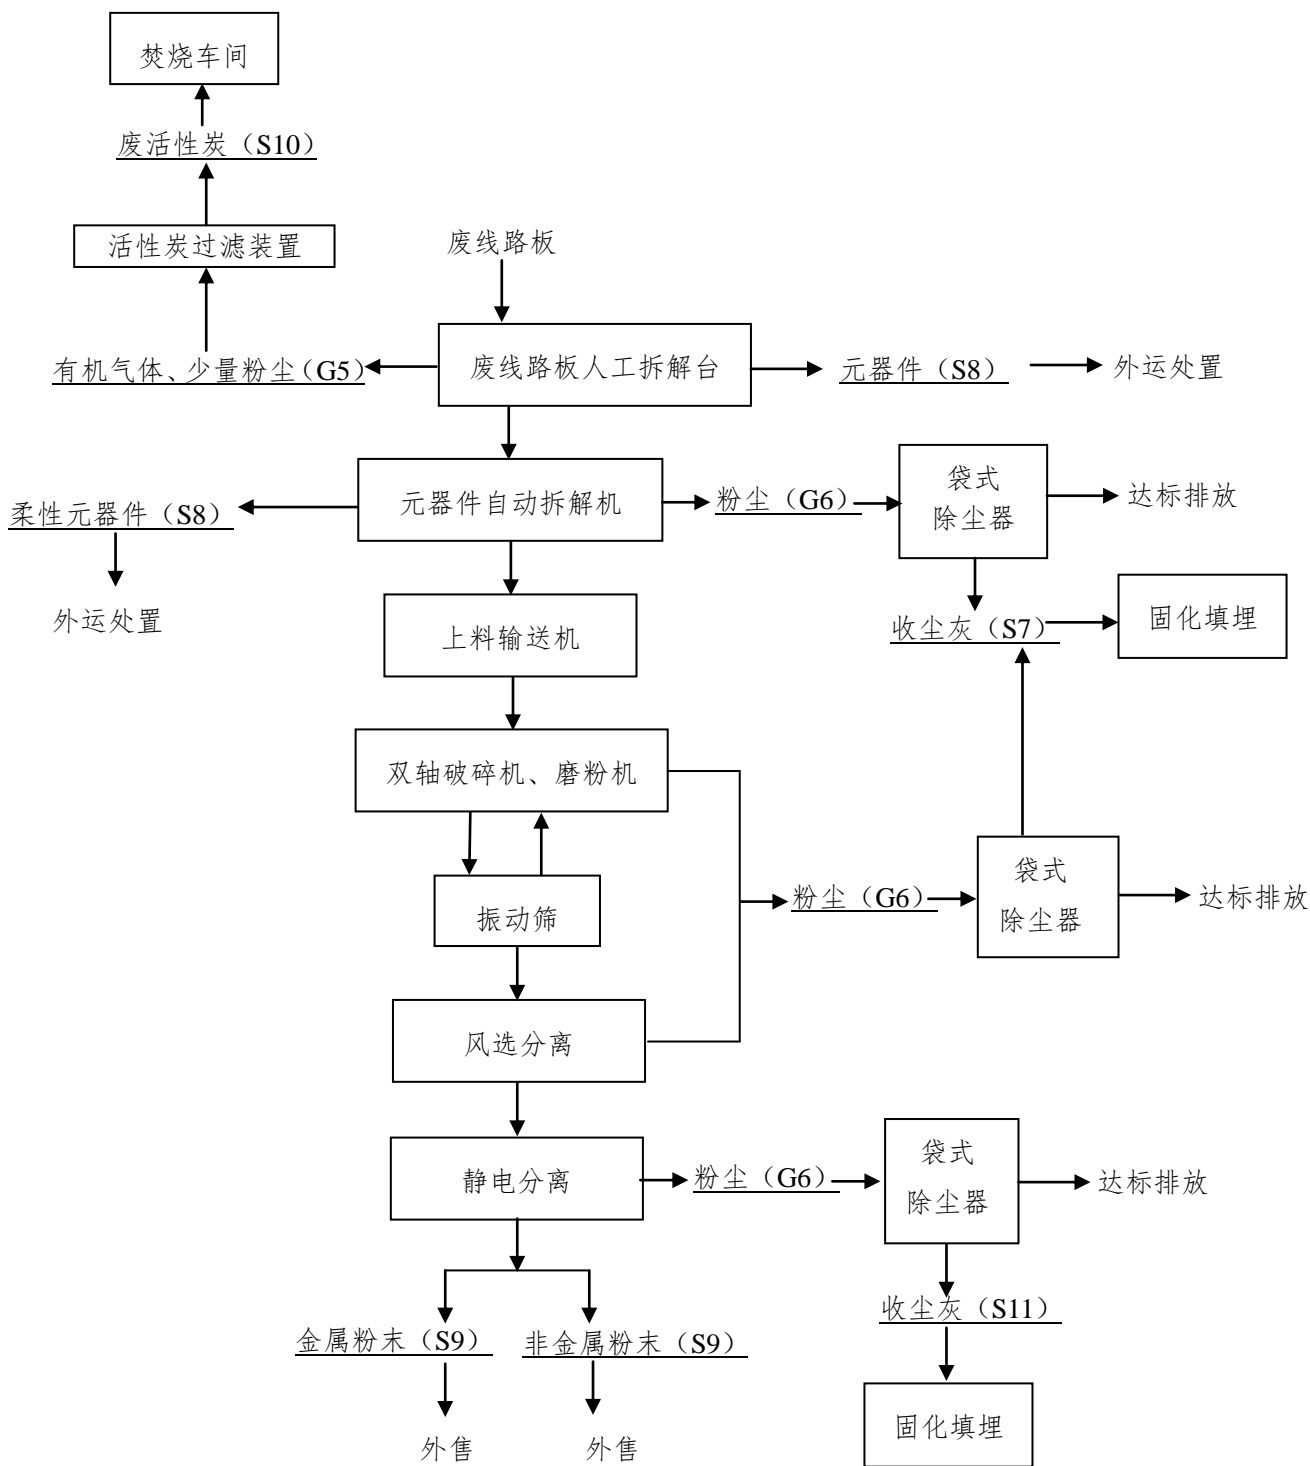 焚烧车间
废活性炭（S10）
活性炭过滤装置
废线路板
有机气体、少量粉尘(G5)
废线路板人工拆解台
元器件（S8）
外运处置
柔性元器件（S8）
元器件自动拆解机
粉尘（G6）
袋式
除尘器
达标排放
外运处置
上料输送机
收尘灰（S7）
固化填埋
双轴破碎机、磨粉机
振动筛
粉尘（G6）
袋式
除尘器
达标排放
风选分离
静电分离
粉尘（G6）
袋式
除尘器
达标排放
金属粉末（S9）
非金属粉末（S9）
收尘灰（S11）
外售
外售
固化填埋